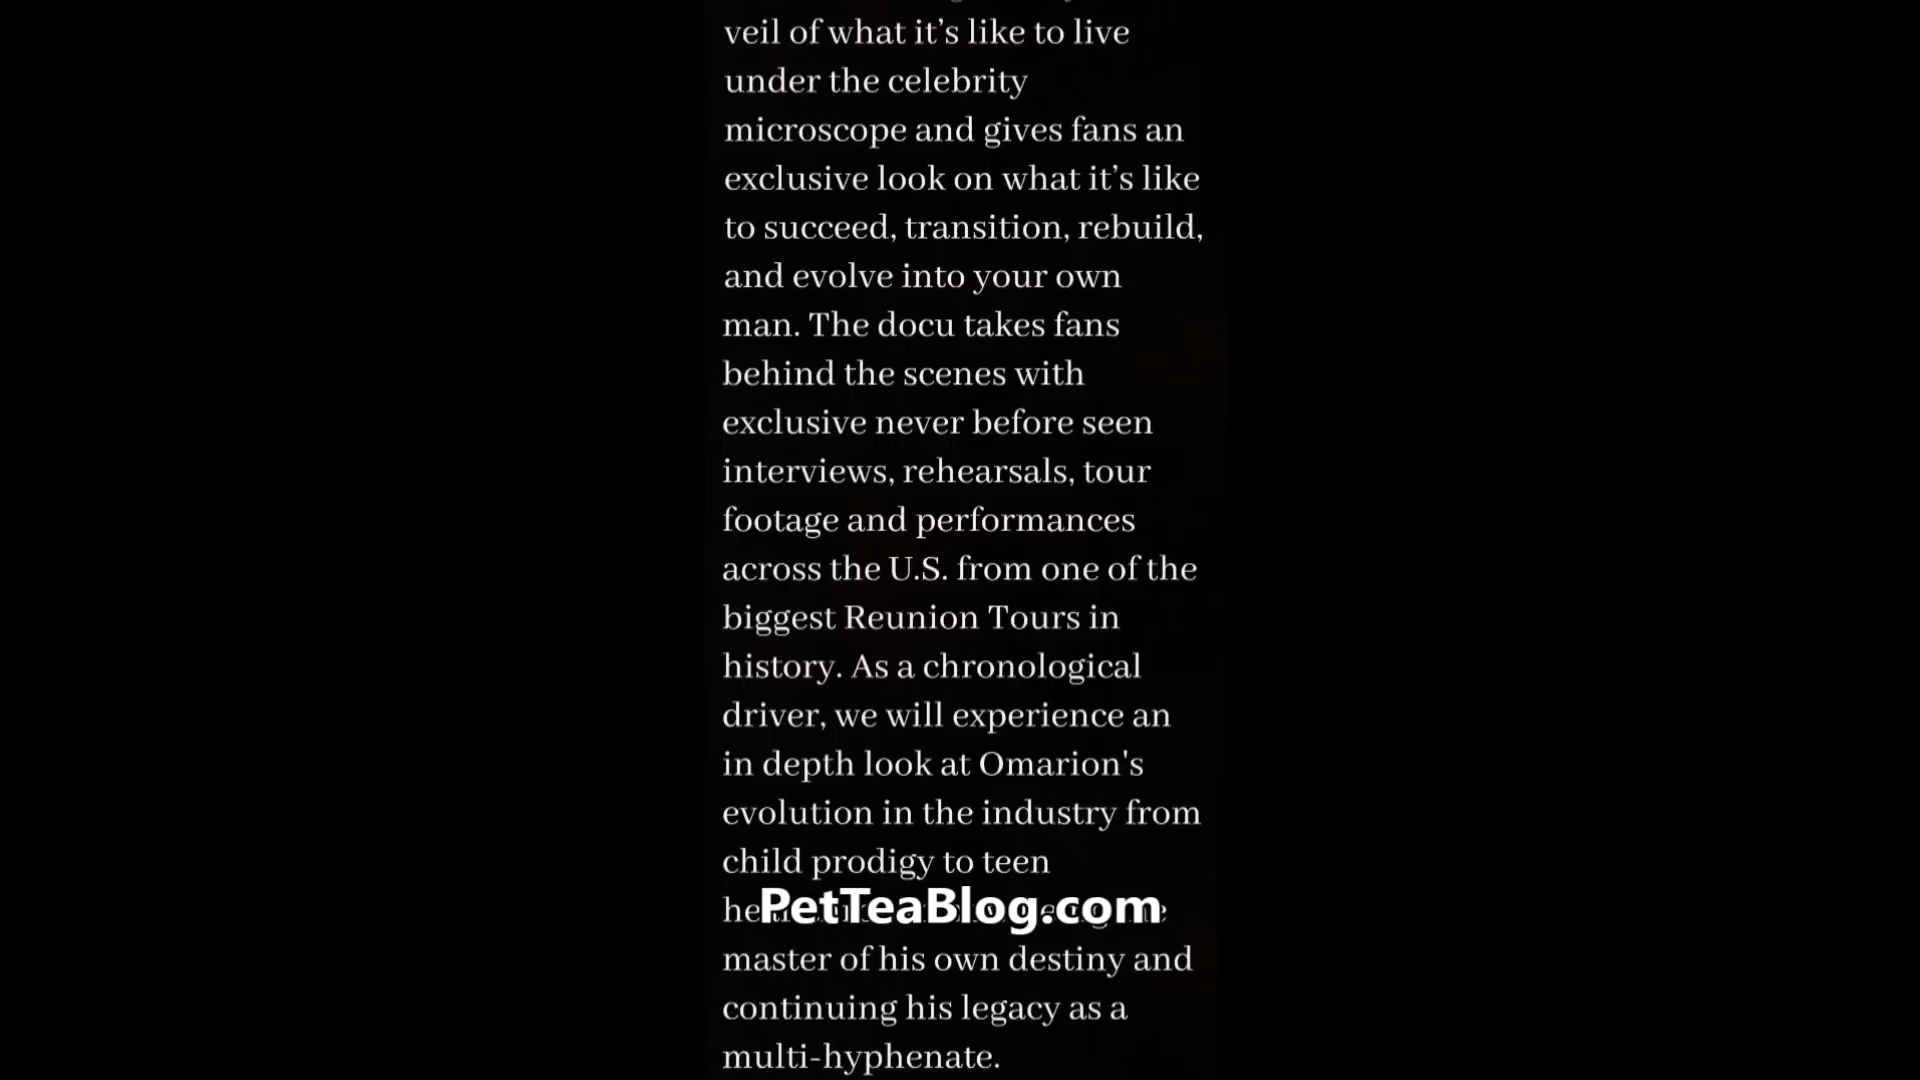 veil of what it’s like to live
under the celebrity
microscope and gives fans an
exclusive look on what it’s like
to succeed, transition, rebuild,
and evolve into your own
man. The docu takes fans
behind the scenes with
exclusive never before seen
interviews, rehearsals, tour
footage and performances
across the U.S. from one of the
biggest Reunion Tours in
history. As a chronological
driver, we will experience an
in depth look at Omarion's
evolution in the industry from
child prodigy to teen
PetTeaBlog.com
master of his own destiny and
continuing his legacy as a
multi-hyphenate.